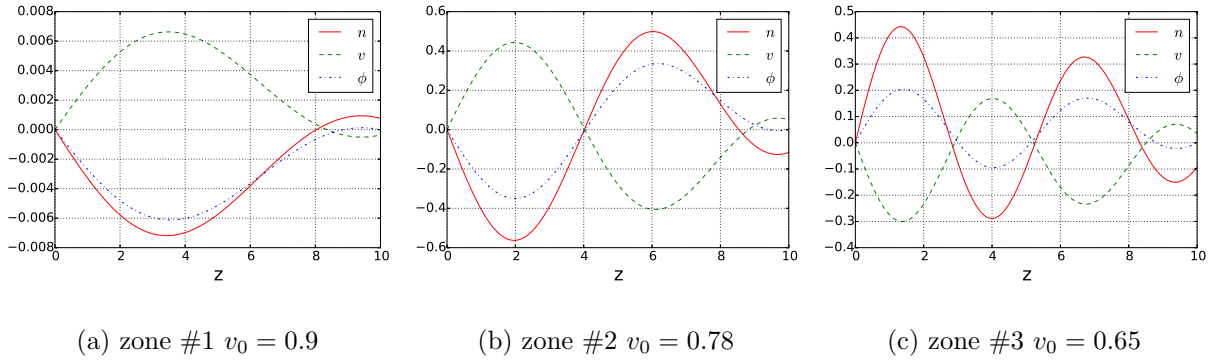 0.008
0.006
0.004
0.002
0.000
−0.002
−0.004
−0.006
−0.008
0 2 4 6 8 10
z
n
v
ϕ
0.8
0.6
0.4
0.2
0.0
−0.2
−0.4
−0.6
0 2 4 6 8 10
z
n
v
ϕ
0.5
0.4
0.3
0.2
0.1
0.0
−0.1
−0.2
−0.3
−0.4
0 2 4 6 8 10
z
n
v
ϕ
(a) zone #1 v₀ = 0.9
(b) zone #2 v₀ = 0.78
(c) zone #3 v₀ = 0.65